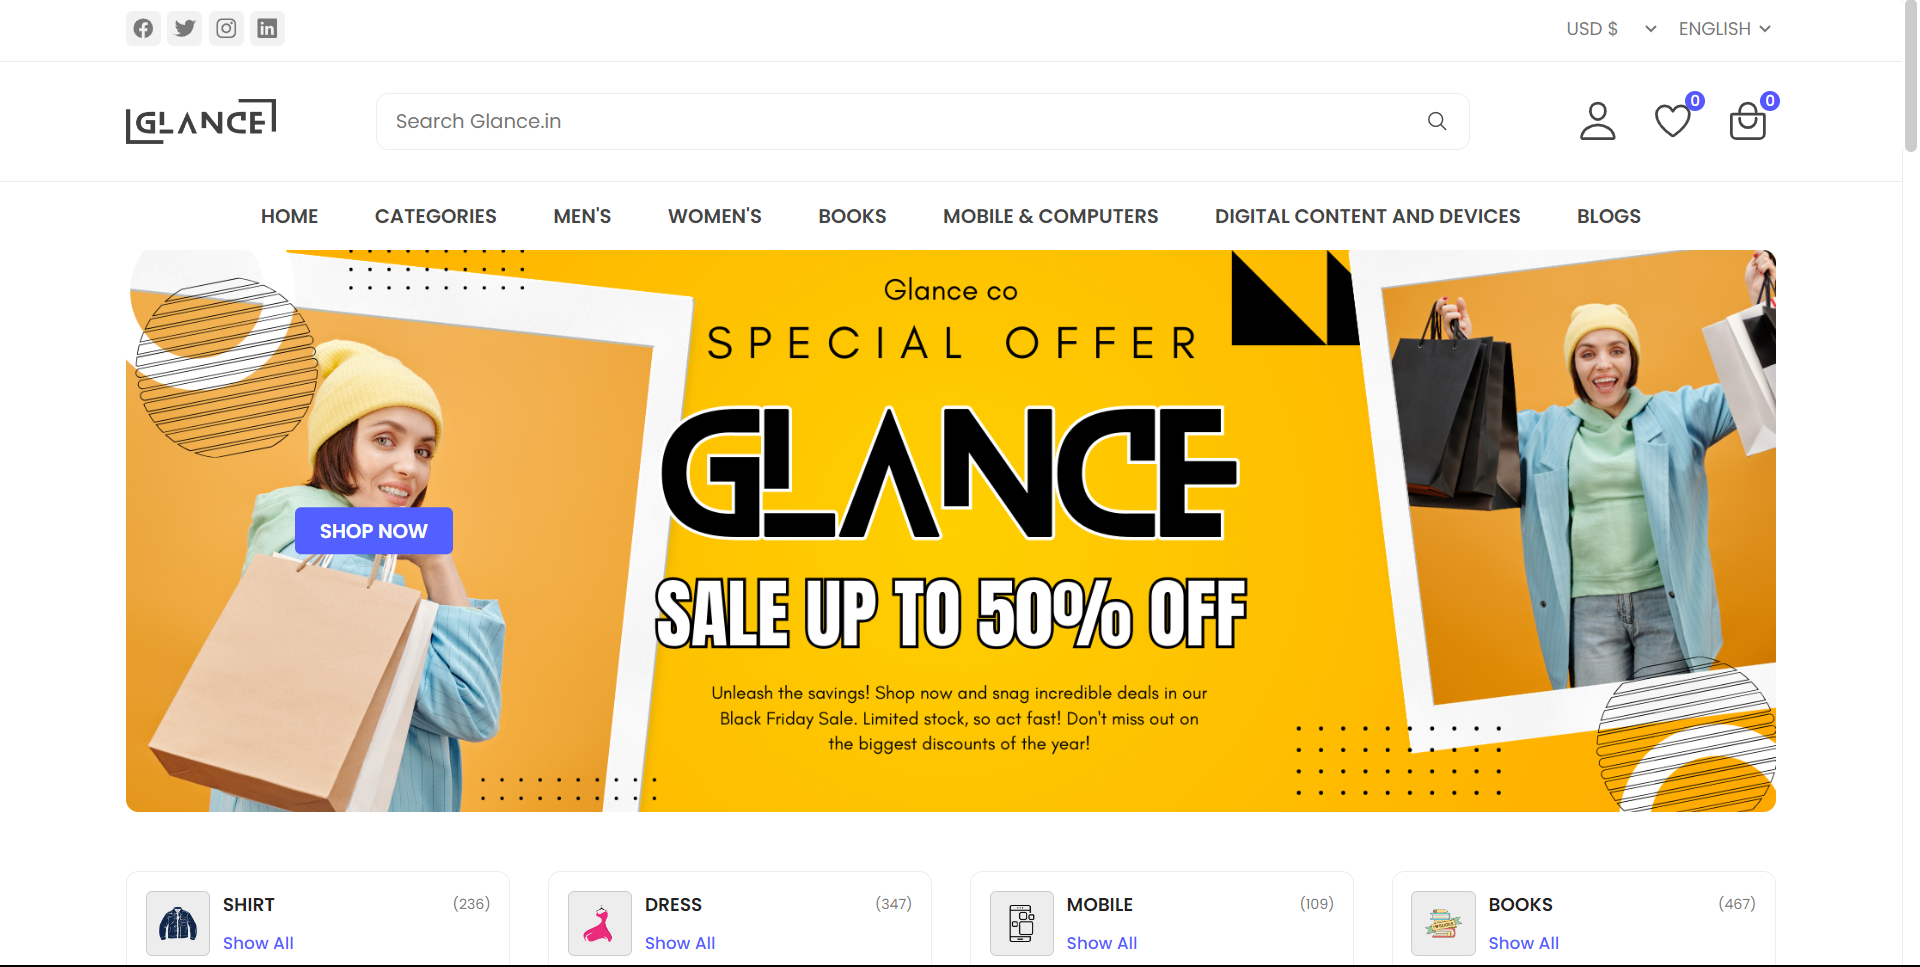 USD $
ENGLISH
GLANCE
Search Glance.in
0
0
HOME
CATEGORIES
MEN'S
WOMEN'S
BOOKS
MOBILE & COMPUTERS
DIGITAL CONTENT AND DEVICES
BLOGS
Glance co
SPECIAL OFFER
GLANCE
SALE UP TO 50% OFF
Unleash the savings! Shop now and snag incredible deals in our
Black Friday Sale. Limited stock, so act fast! Don't miss out on
the biggest discounts of the year!
SHOP NOW
SHIRT
(236)
Show All
DRESS
(347)
Show All
MOBILE
(109)
Show All
BOOKS
(467)
Show All